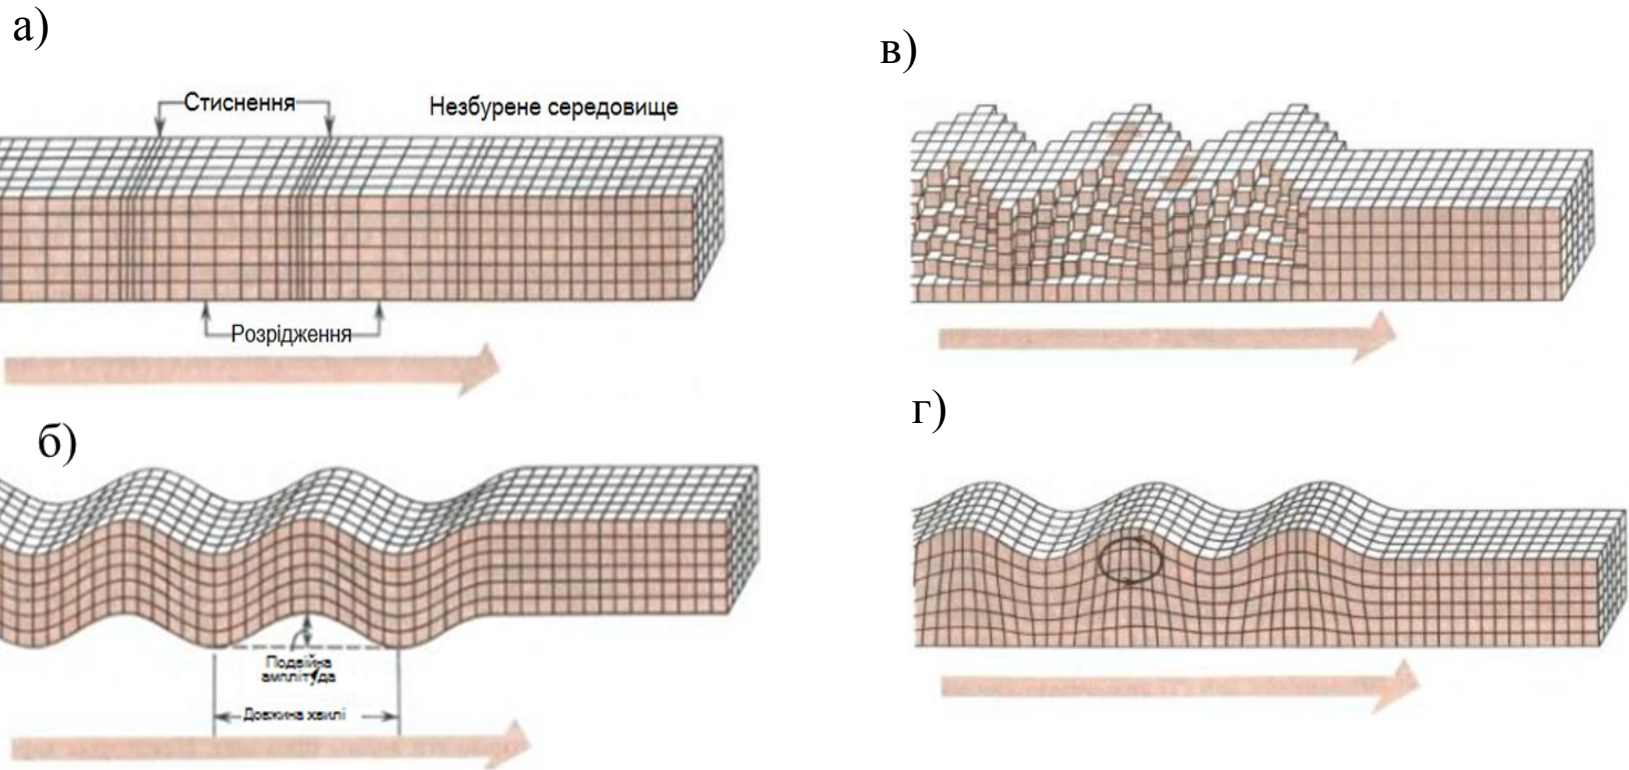 а)
Стиснення
Незбурене середовище
Розрідження
б)
Подвійна
амплітуда
Довжина хвилі
в)
г)